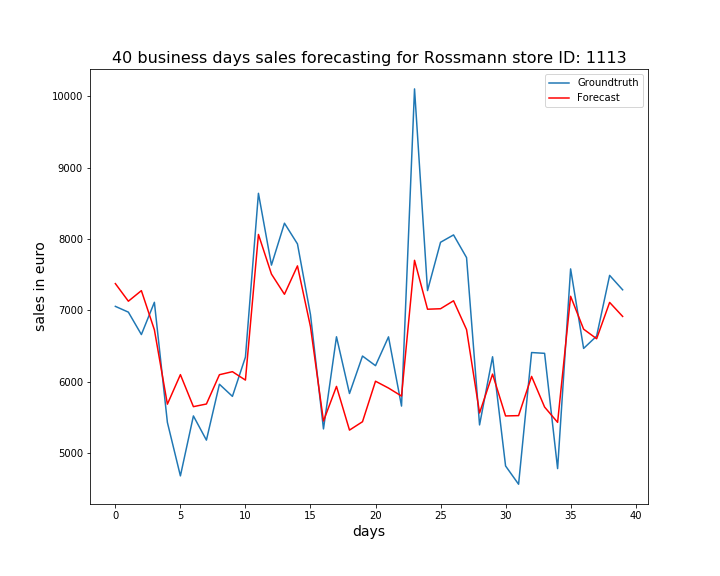 40 business days sales forecasting for Rossmann store ID: 1113
Groundtruth
Forecast
10000
9000
8000
7000
6000
5000
sales in euro
0 5 10 15 20 25 30 35 40
days